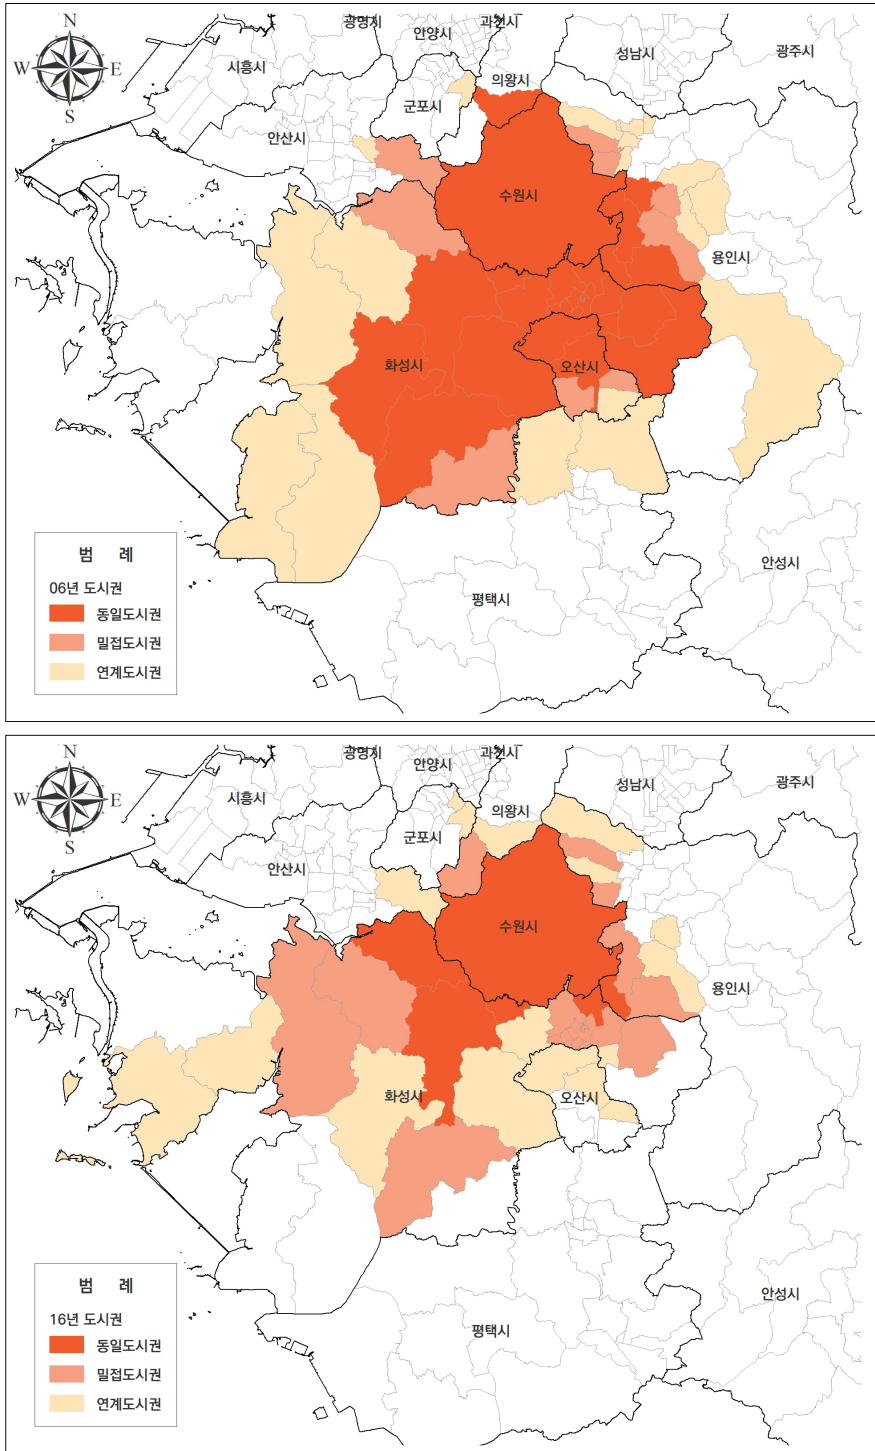 광명시
과천시
안양시
성남시
광주시
N
W
E
S
시흥시
의왕시
군포시
안산시
수원시
용인시
화성시
오산시
안성시
평택시
범 례
06년 도시권
동일도시권
밀접도시권
연계도시권
광명시
과천시
안양시
성남시
광주시
N
W
E
S
시흥시
의왕시
군포시
안산시
수원시
용인시
화성시
오산시
안성시
평택시
범 례
16년 도시권
동일도시권
밀접도시권
연계도시권